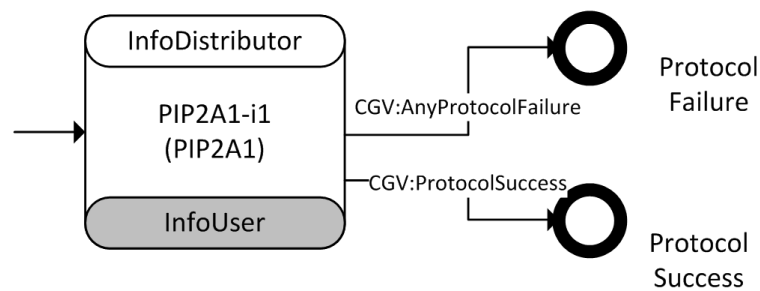 InfoDistributor
PIP2A1-i1
(PIP2A1)
InfoUser
CGV:AnyProtocolFailure
CGV:ProtocolSuccess
Protocol
Failure
Protocol
Success